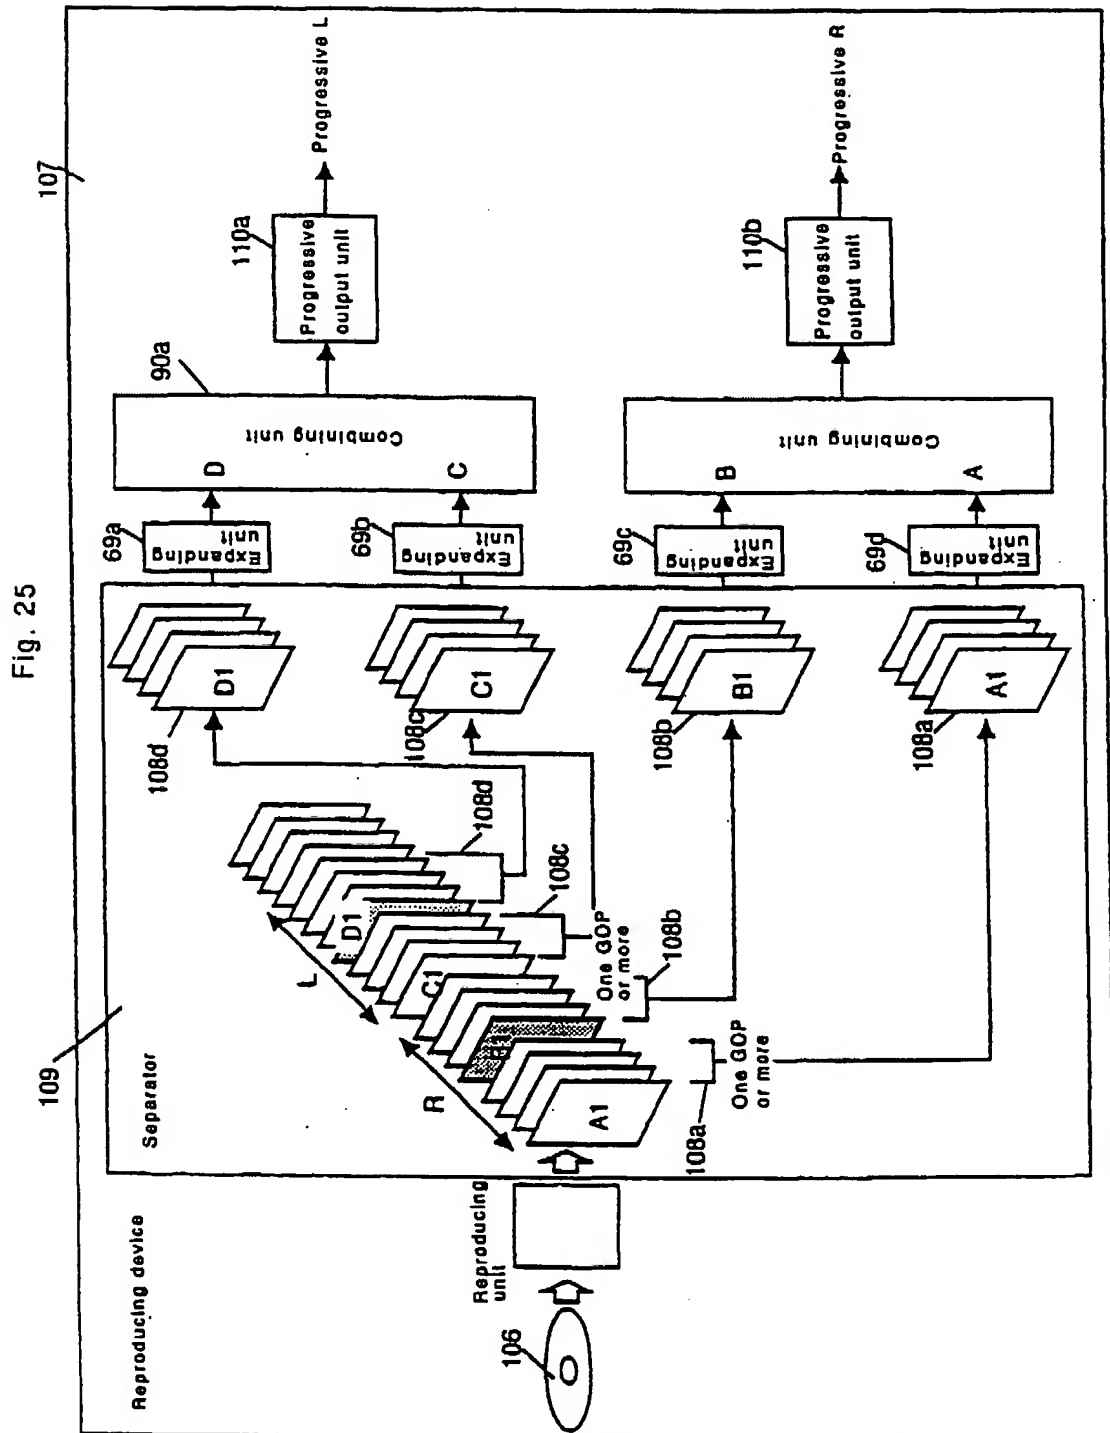 Fig. 25
107
Reproducing device
106
Reproducing
unit
109
Separator
R
L
A1
C1
D1
108a
One GOP
or more
108b
One GOP
or more
108c
108d
108d
D1
108c
C1
108b
B1
108a
A1
69a
Expanding
unit
69b
Expanding
unit
69c
Expanding
unit
69d
Expanding
unit
90a
D
C
Combining unit
B
A
Combining unit
110a
Progressive
output unit
Progressive L
110b
Progressive
output unit
Progressive R